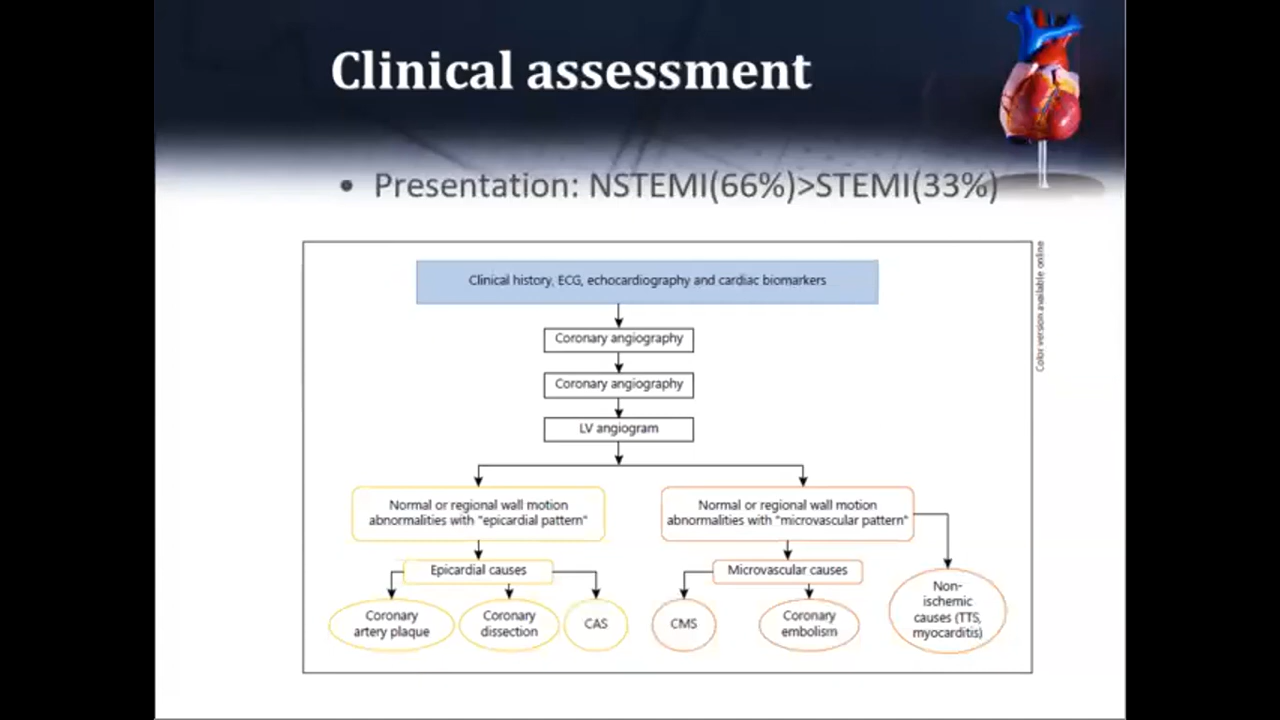 Clinical assessment
• Presentation: NSTEMI(66%)>STEMI(33%)
Color version available online
Clinical history, ECG, echocardiography and cardiac biomarkers
Coronary angiography
Coronary angiography
LV angiogram
Normal or regional wall motion
abnormalities with "epicardial pattern"
Normal or regional wall motion
abnormalities with "microvascular pattern"
Epicardial causes
Microvascular causes
Coronary
artery plaque
Coronary
dissection
CAS
CMS
Coronary
embolism
Non-
ischemic
causes (TTS,
myocarditis)